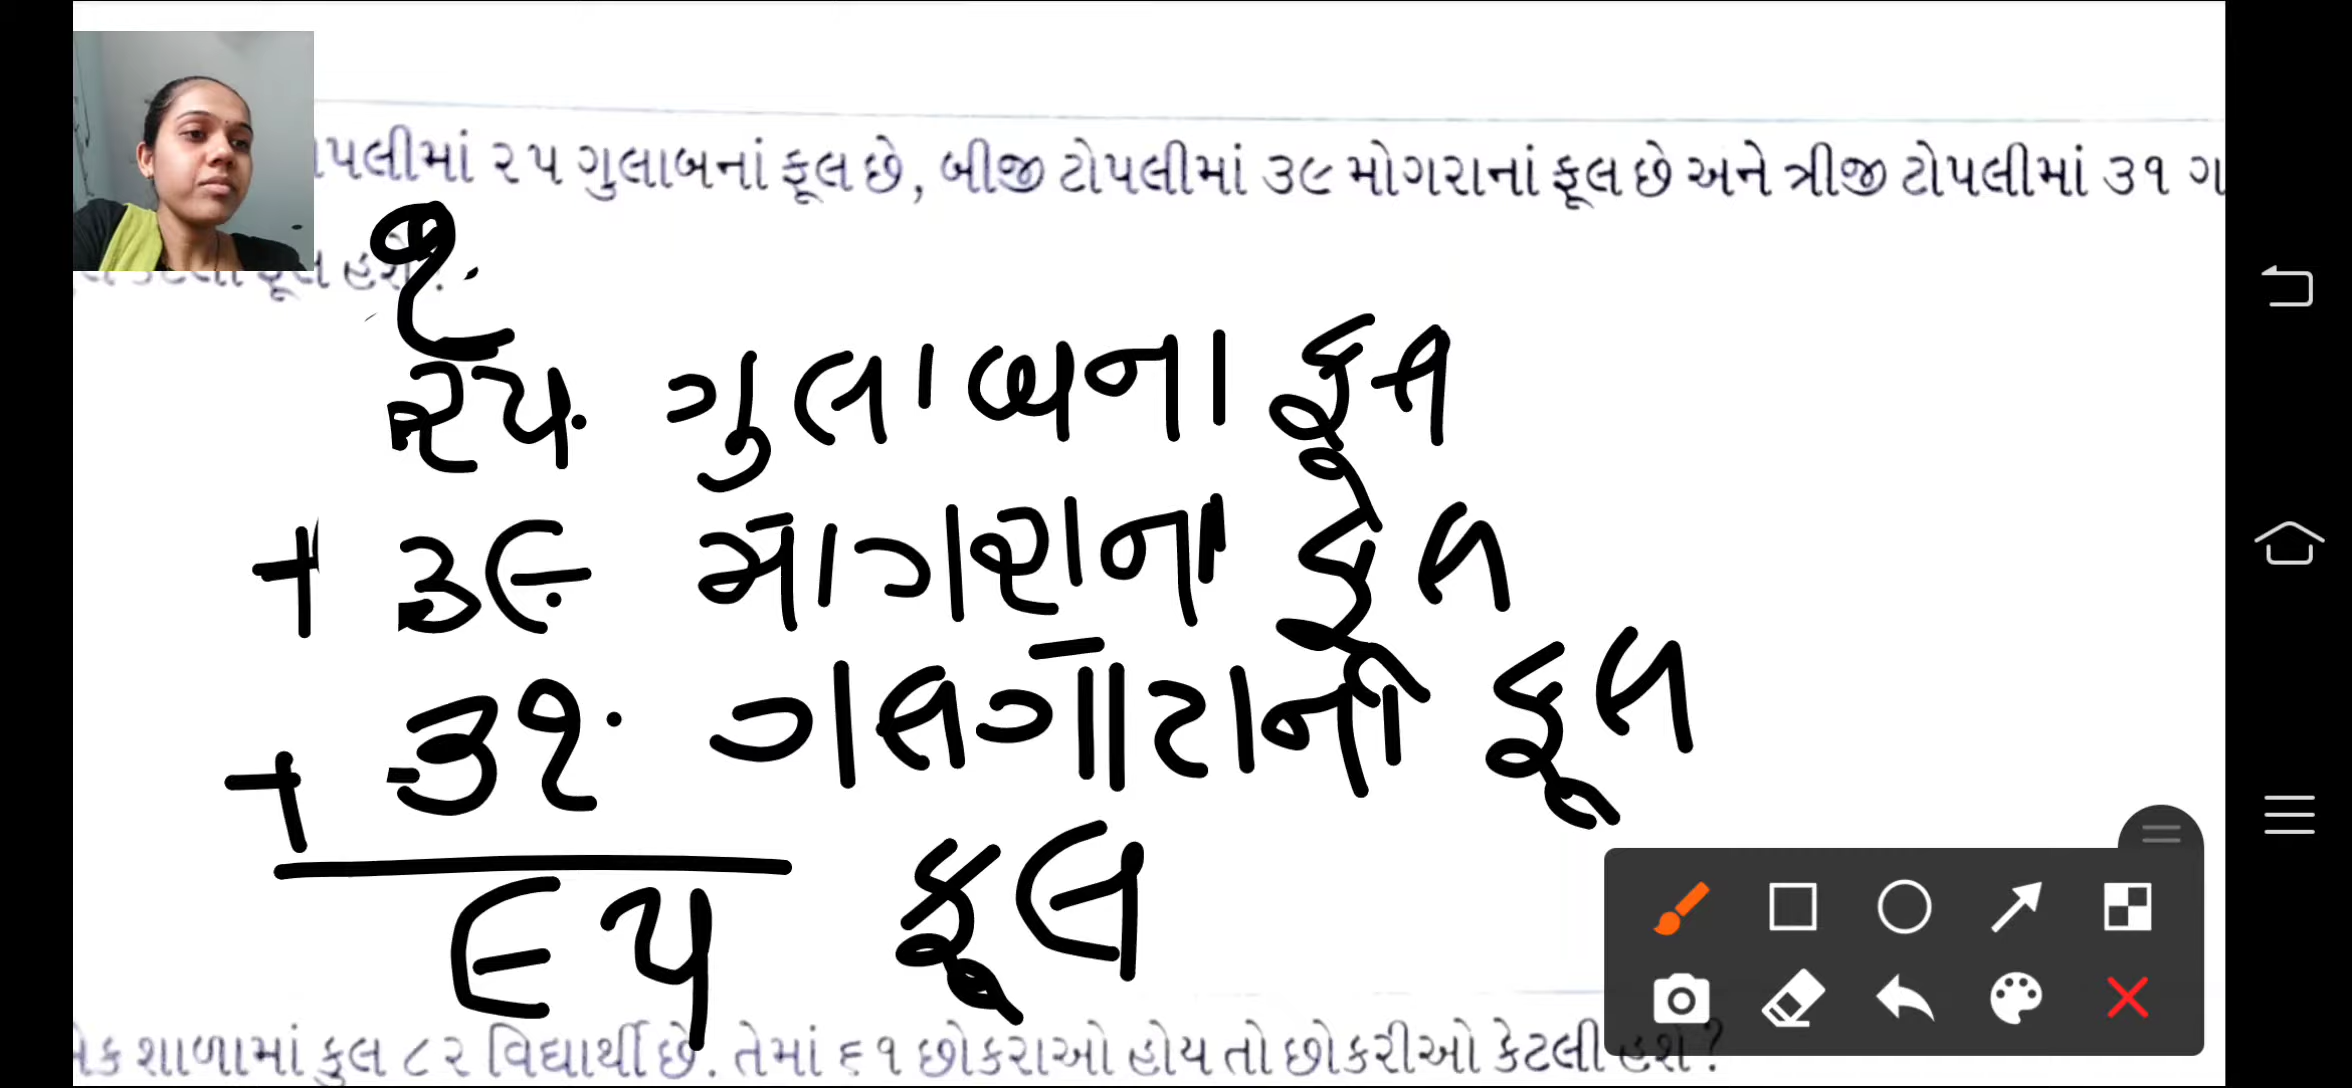 ોપલીમાં ૨૫ ગુલાબનાં ફૂલ છે, બીજી ટોપલીમાં ૩૯ મોગરાનાં ફૂલ છે અને ત્રીજી ટોપલીમાં ૩૧ ગ
ફૂલ હશે?
૧
૨૫ ગુલાબના ફુલ
+ ૩૯ મોગરાના ફુલ
+ ૩૧ ગલગોટાના ફૂલ
૯૫ ફૂલ
ેક શાળામાં કુલ ૮૨ વિદ્યાર્થી છે. તેમાં ૬૧ છોકરાઓ હોય તો છોકરીઓ કેટલી હશે ?